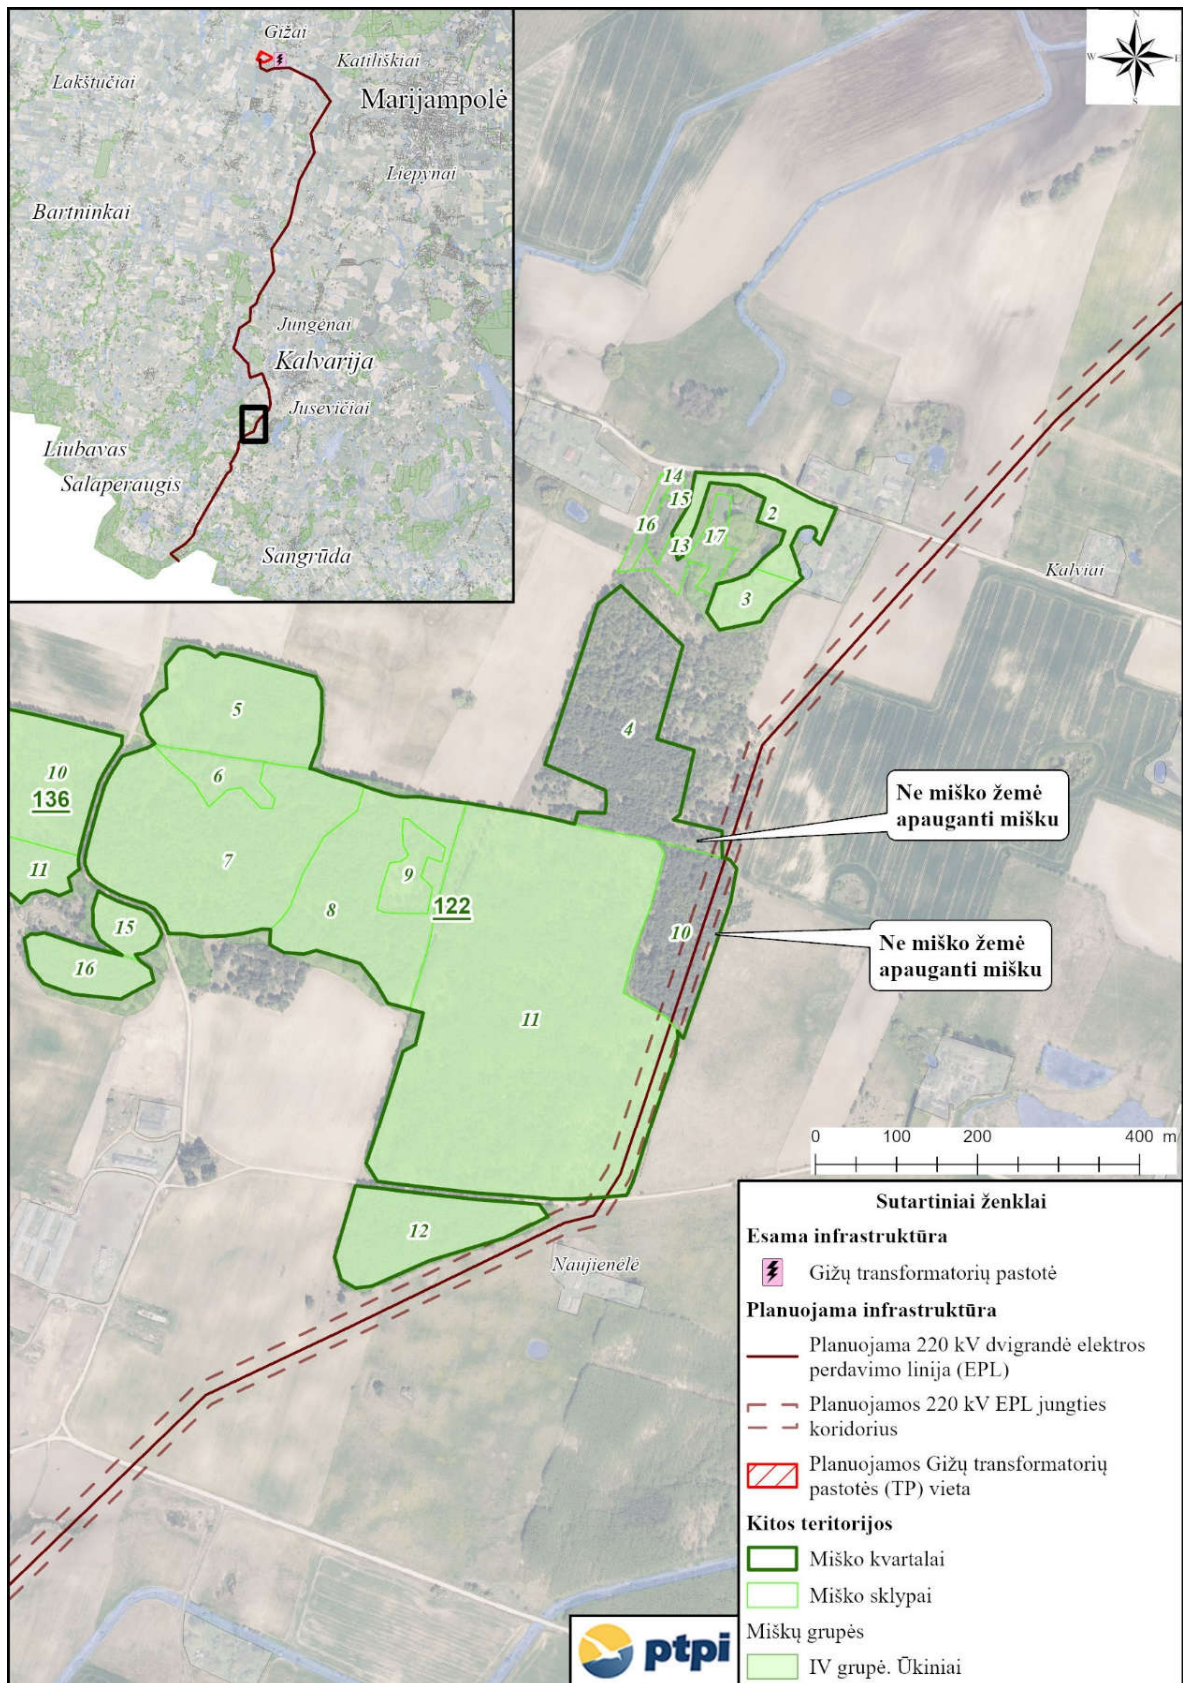 Gižai
Katiliškiai
Lakštučiai
Marijampolė
Liepynai
Bartninkai
Jungėnai
Kalvarija
Jusevičiai
Liubavas
Salaperaugis
Sangrūda
N
W
E
S
14
15
2
16
17
13
3
Kalviai
4
5
6
10
136
11
7
9
8
122
15
16
10
11
12
Ne miško žemė
apauganti mišku
Ne miško žemė
apauganti mišku
Naujienėlė
0 100 200 400 m
Sutartiniai ženklai
Esama infrastruktūra
Gižų transformatorių pastotė
Planuojama infrastruktūra
Planuojama 220 kV dvigrandė elektros
perdavimo linija (EPL)
Planuojamos 220 kV EPL jungties
koridorius
Planuojamos Gižų transformatorių
pastotės (TP) vieta
Kitos teritorijos
Miško kvartalai
Miško sklypai
Miškų grupės
IV grupė. Ūkiniai
ptpi